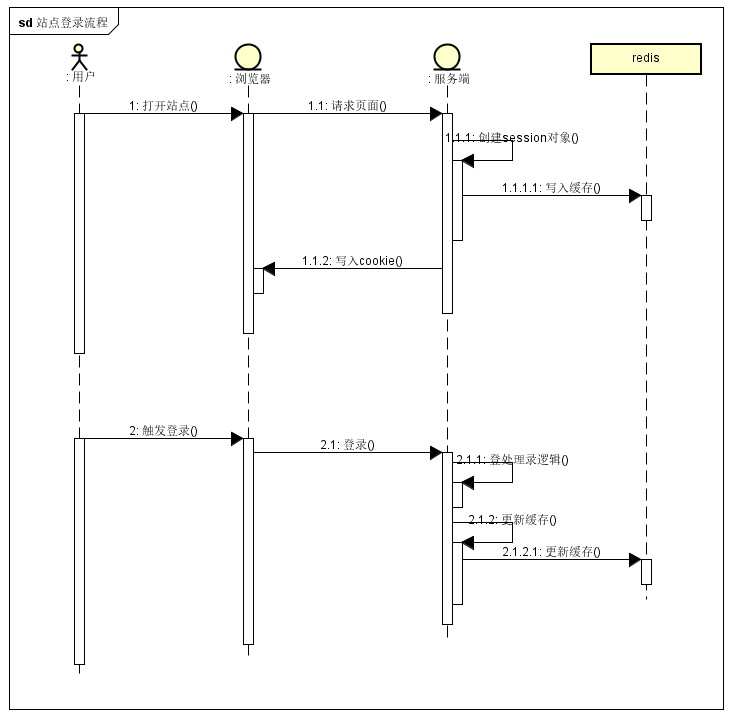 sd 站点登录流程
: 用户
: 浏览器
: 服务端
redis
1: 打开站点()
1.1: 请求页面()
1.1.1: 创建session对象()
1.1.1.1: 写入缓存()
1.1.2: 写入cookie()
2: 触发登录()
2.1: 登录()
2.1.1: 登处理录逻辑()
2.1.2: 更新缓存()
2.1.2.1: 更新缓存()